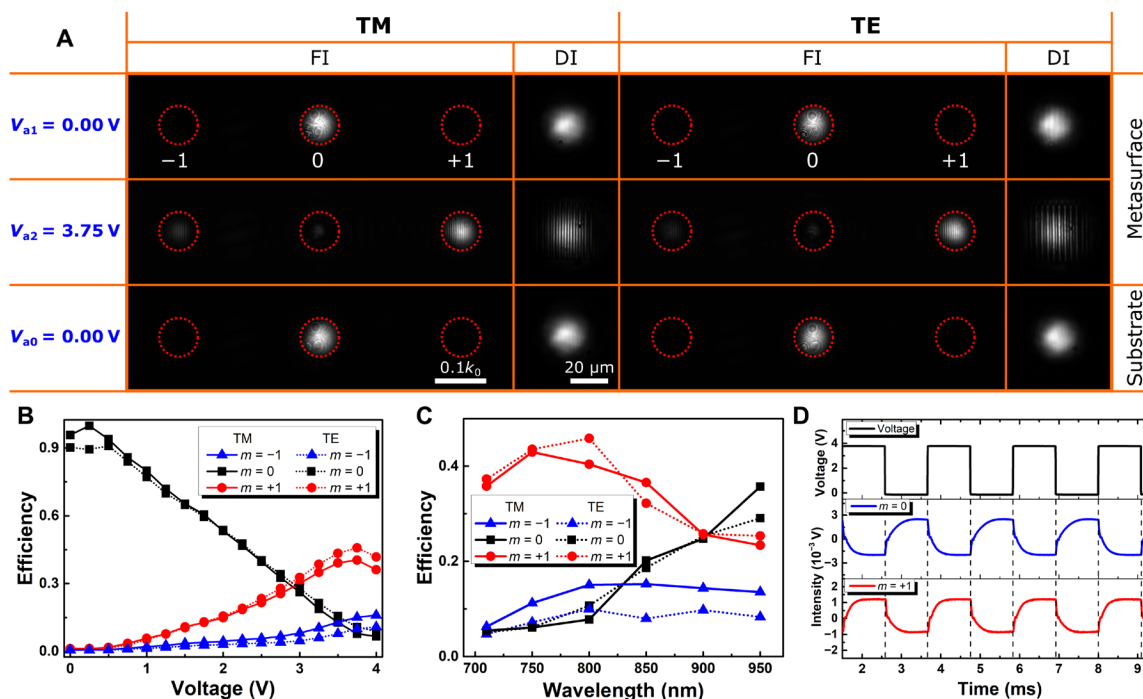 A
TM
TE
FI
DI
FI
DI
Va1 = 0.00 V
−1
0
+1
−1
0
+1
Metasurface
Va2 = 3.75 V
Va0 = 0.00 V
0.1k0
20 μm
Substrate
B
0.9
0.6
0.3
0.0
Efficiency
TM TE
m = −1 m = −1
m = 0 m = 0
m = +1 m = +1
0 1 2 3 4
Voltage (V)
C
0.4
0.2
0.0
Efficiency
TM TE
m = −1 m = −1
m = 0 m = 0
m = +1 m = +1
700 750 800 850 900 950
Wavelength (nm)
D
Voltage
Voltage (V)
4
2
0
m = 0
Intensity (10−3 V)
3
0
−3
m = +1
2
1
0
−1
2 3 4 5 6 7 8 9
Time (ms)